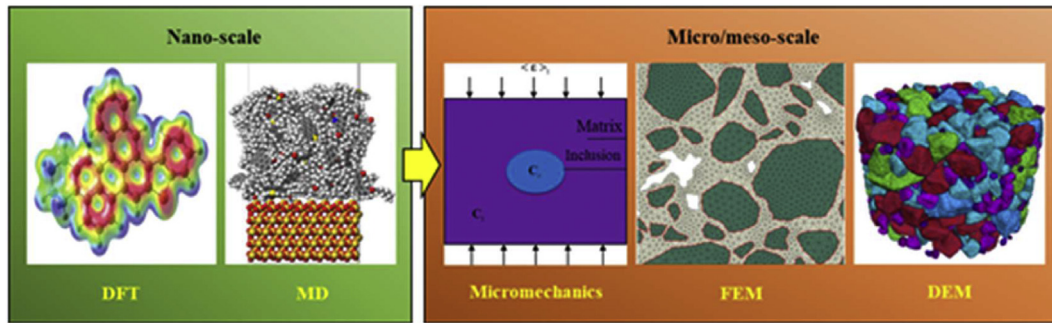 Nano-scale
Micro/meso-scale
< ε >
Matrix
Inclusion
C
C
DFT
MD
Micromechanics
FEM
DEM